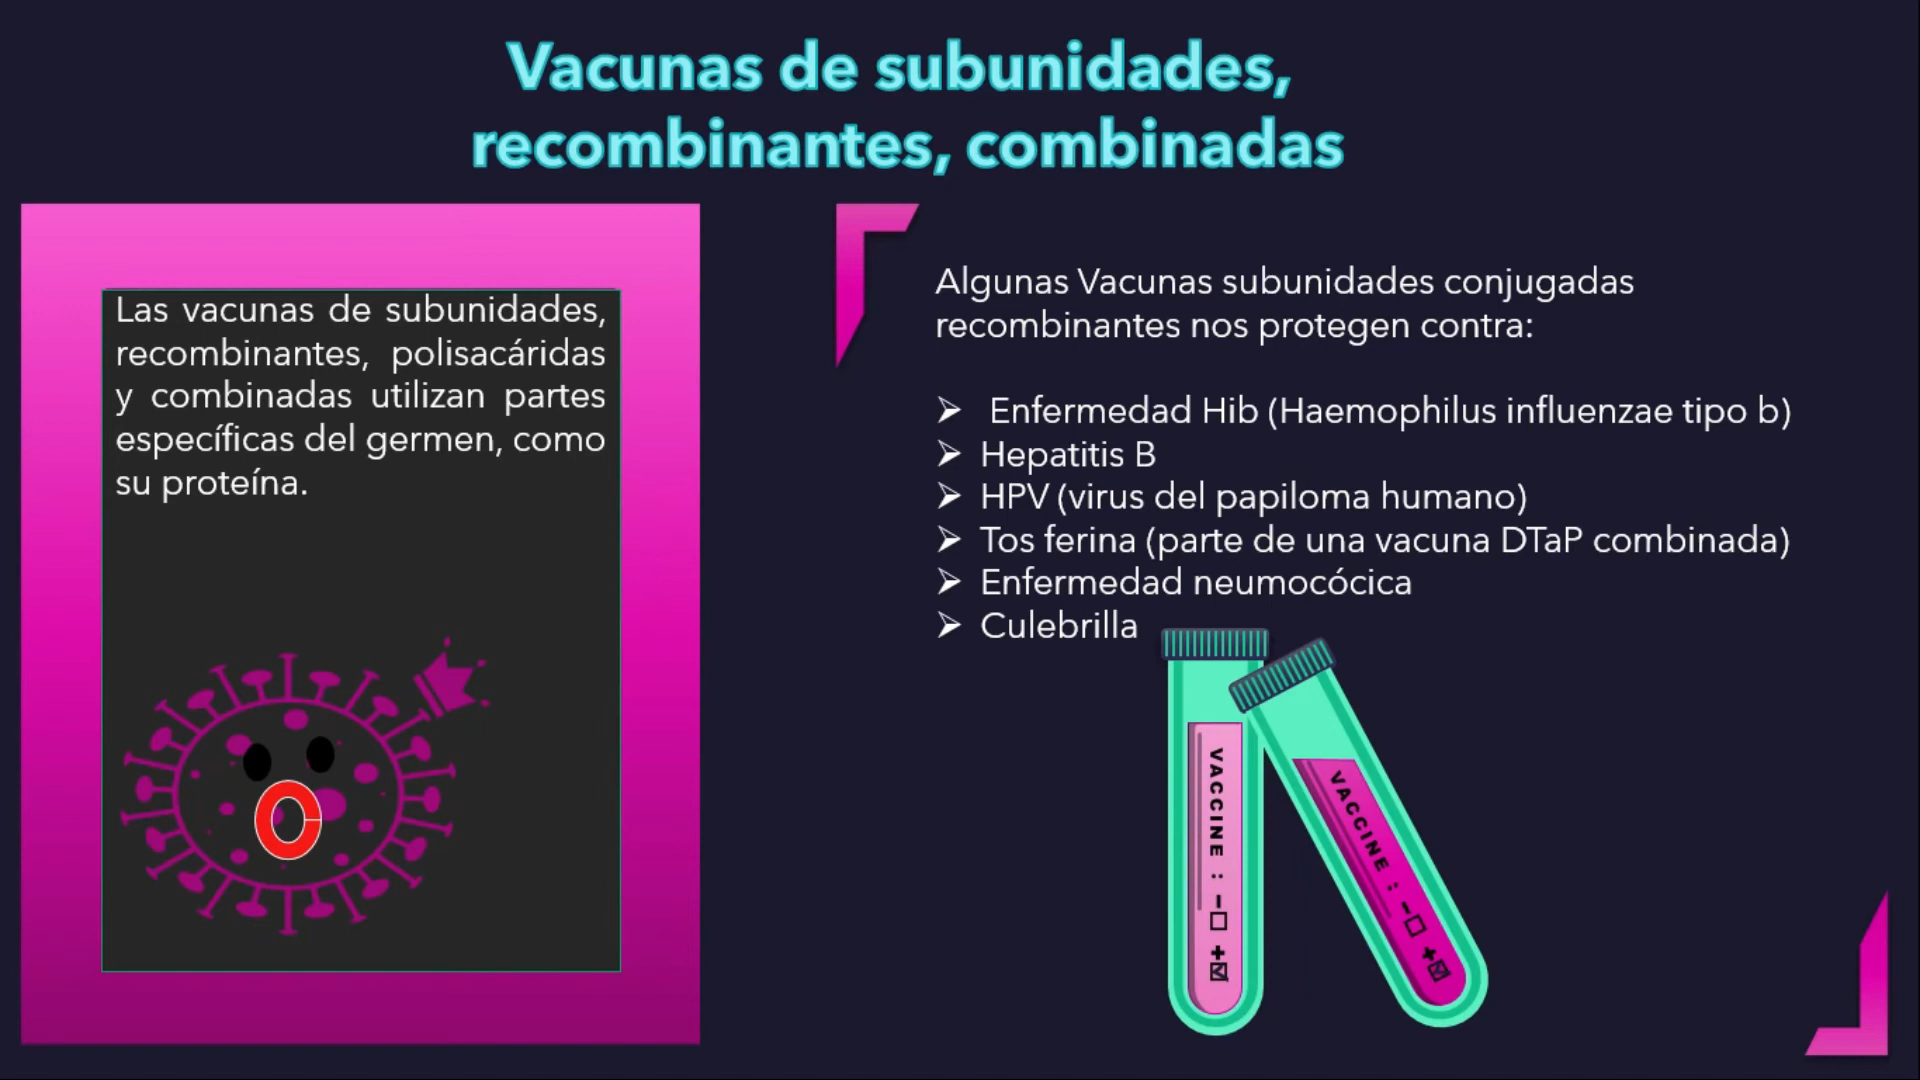 Vacunas de subunidades,
recombinantes, combinadas
Las vacunas de subunidades,
recombinantes, polisacáridas
y combinadas utilizan partes
específicas del germen, como
su proteína.
Algunas Vacunas subunidades conjugadas
recombinantes nos protegen contra:
➢ Enfermedad Hib (Haemophilus influenzae tipo b)
➢ Hepatitis B
➢ HPV (virus del papiloma humano)
➢ Tos ferina (parte de una vacuna DTaP combinada)
➢ Enfermedad neumocócica
➢ Culebrilla
VACCINE : -☐ +☑
VACCINE : -☐ +☑